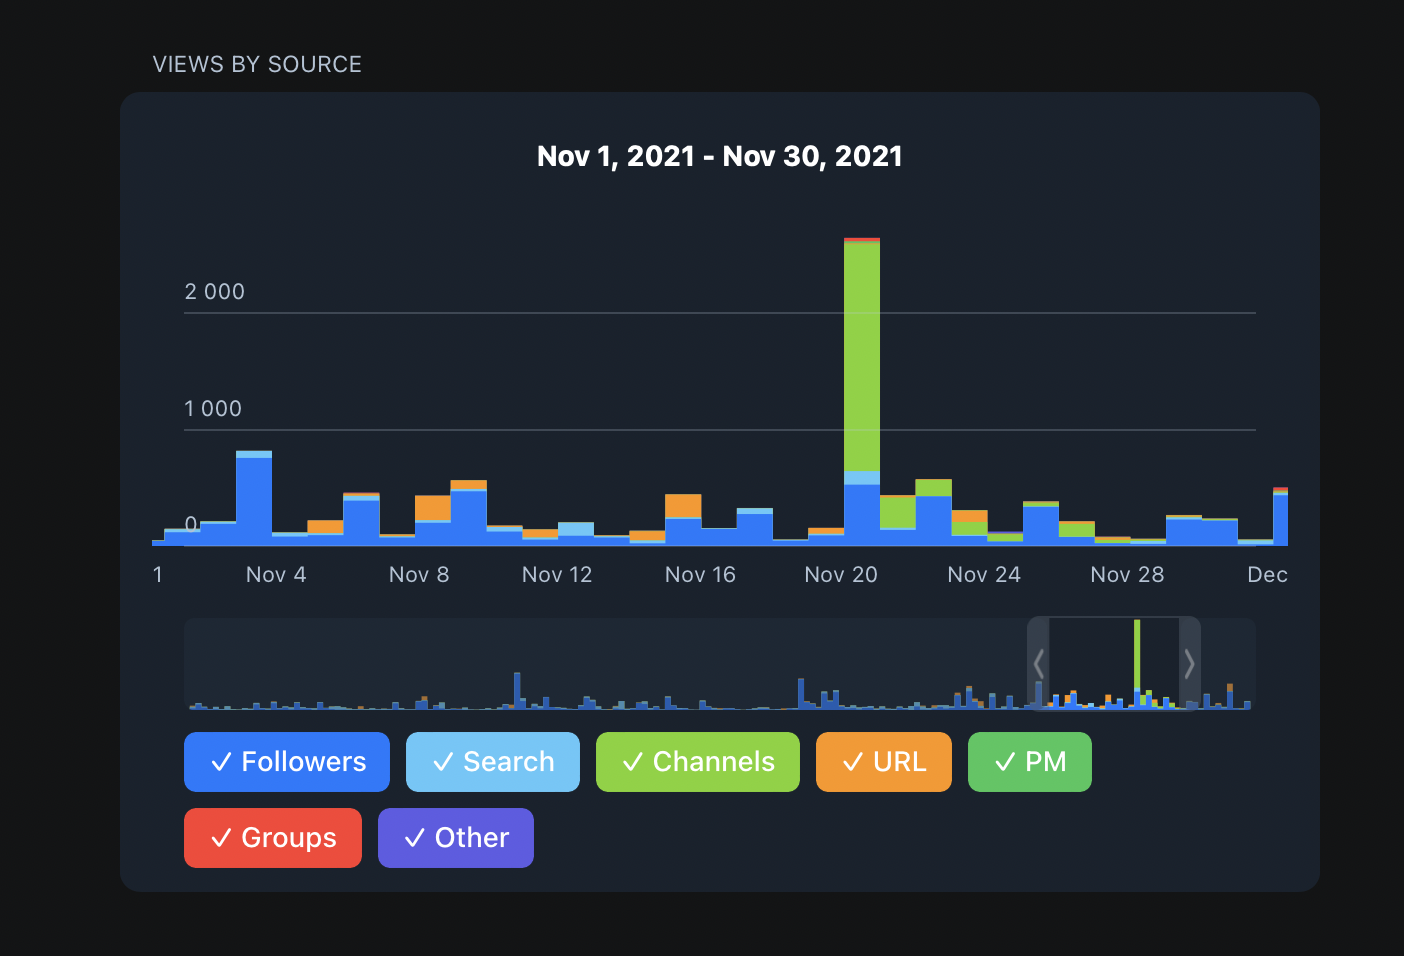 VIEWS BY SOURCE
Nov 1, 2021 - Nov 30, 2021
2 000
1 000
0
1 Nov 4 Nov 8 Nov 12 Nov 16 Nov 20 Nov 24 Nov 28 Dec
✓ Followers ✓ Search ✓ Channels ✓ URL ✓ PM
✓ Groups ✓ Other